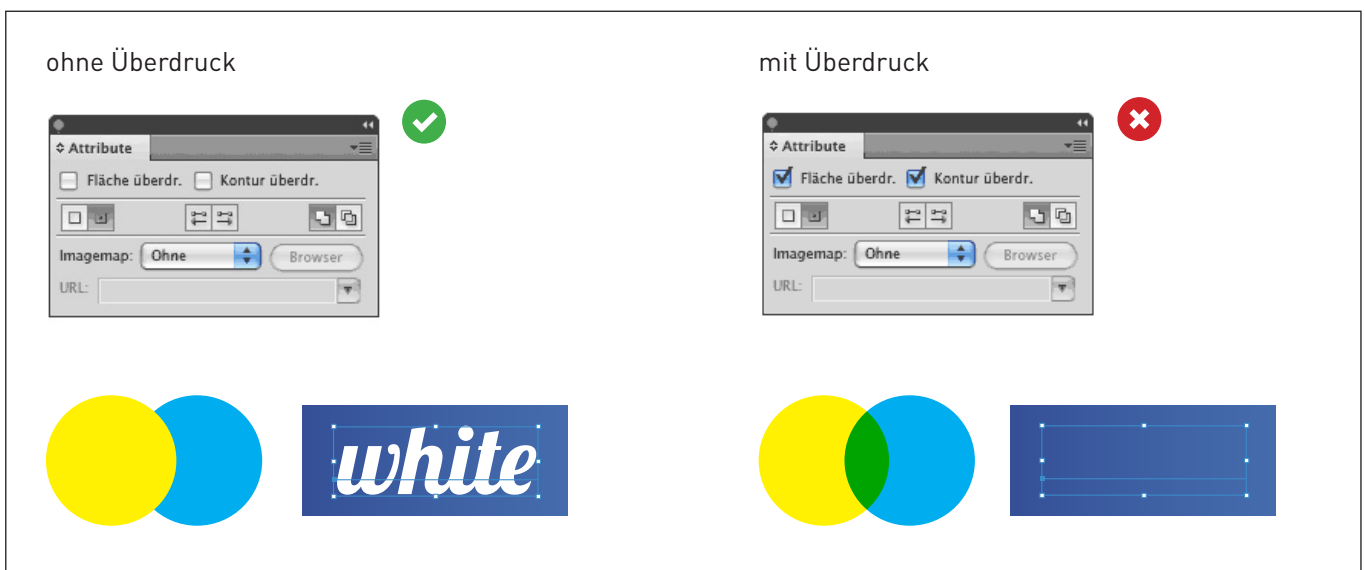 ohne Überdruck
Attribute
Fläche überdr. Kontur überdr.
Imagemap: Ohne Browser
URL:
white
mit Überdruck
Attribute
Fläche überdr. Kontur überdr.
Imagemap: Ohne Browser
URL: